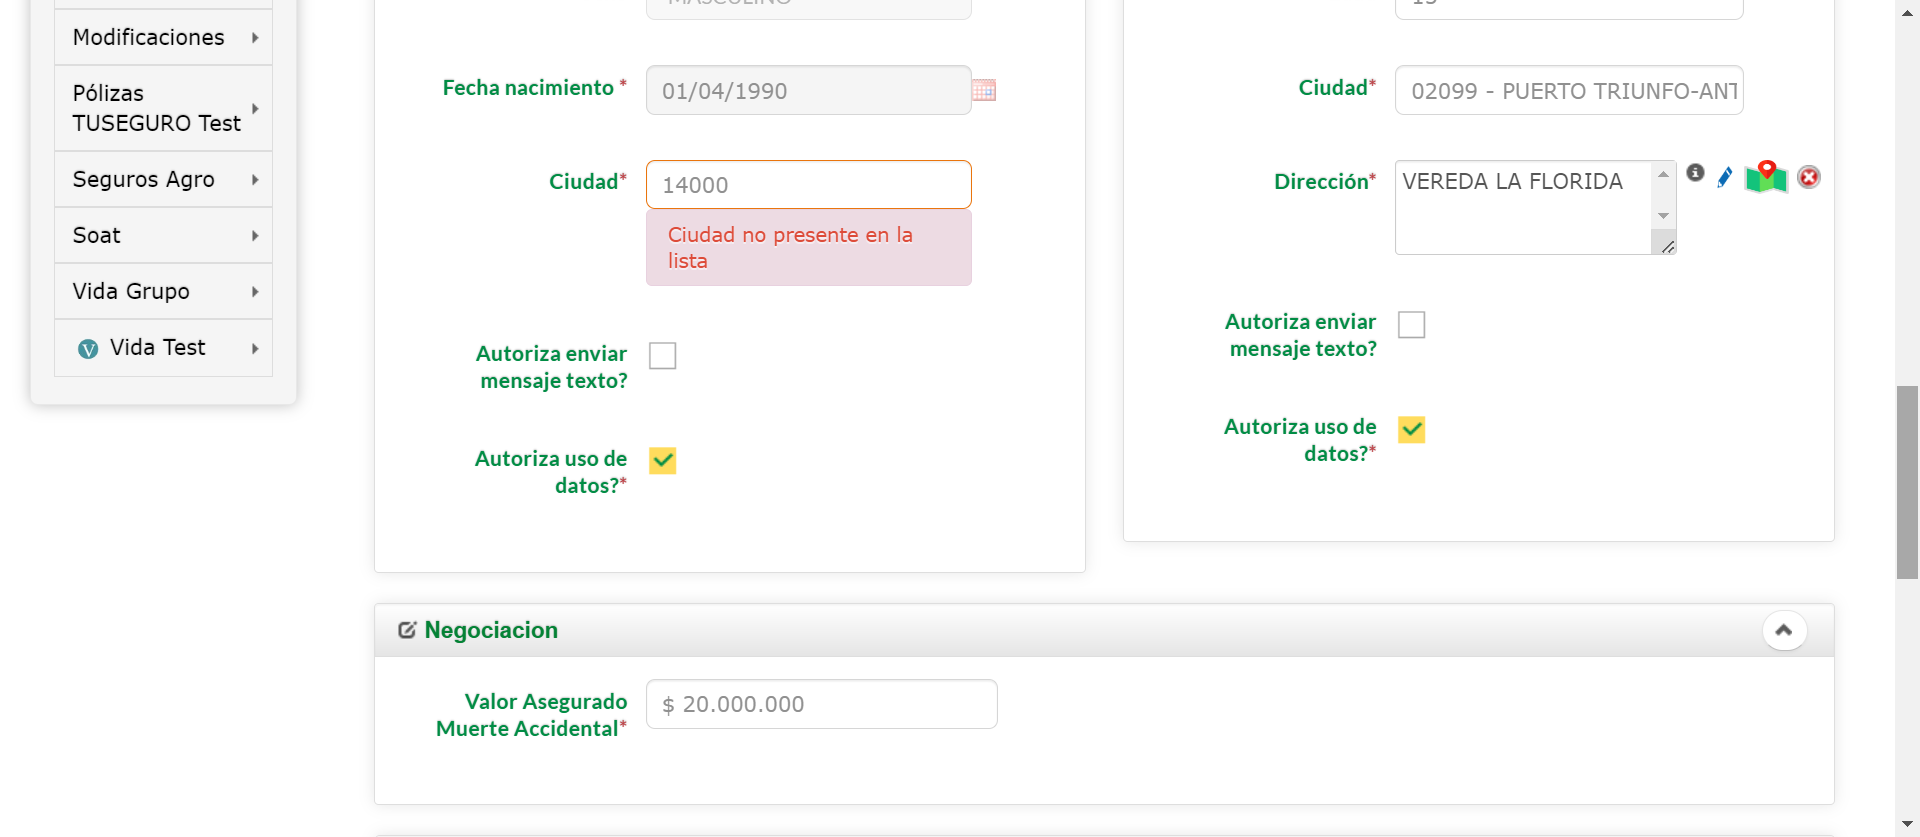 Modificaciones
Pólizas
TUSEGURO Test
Seguros Agro
Soat
Vida Grupo
V Vida Test
MASCULINO
Fecha nacimiento *
01/04/1990
Ciudad*
14000
Ciudad no presente en la
lista
Autoriza enviar
mensaje texto?
Autoriza uso de
datos?*
Ciudad*
02099 - PUERTO TRIUNFO-ANT
Dirección*
VEREDA LA FLORIDA
Autoriza enviar
mensaje texto?
Autoriza uso de
datos?*
Negociacion
Valor Asegurado
Muerte Accidental*
$ 20.000.000